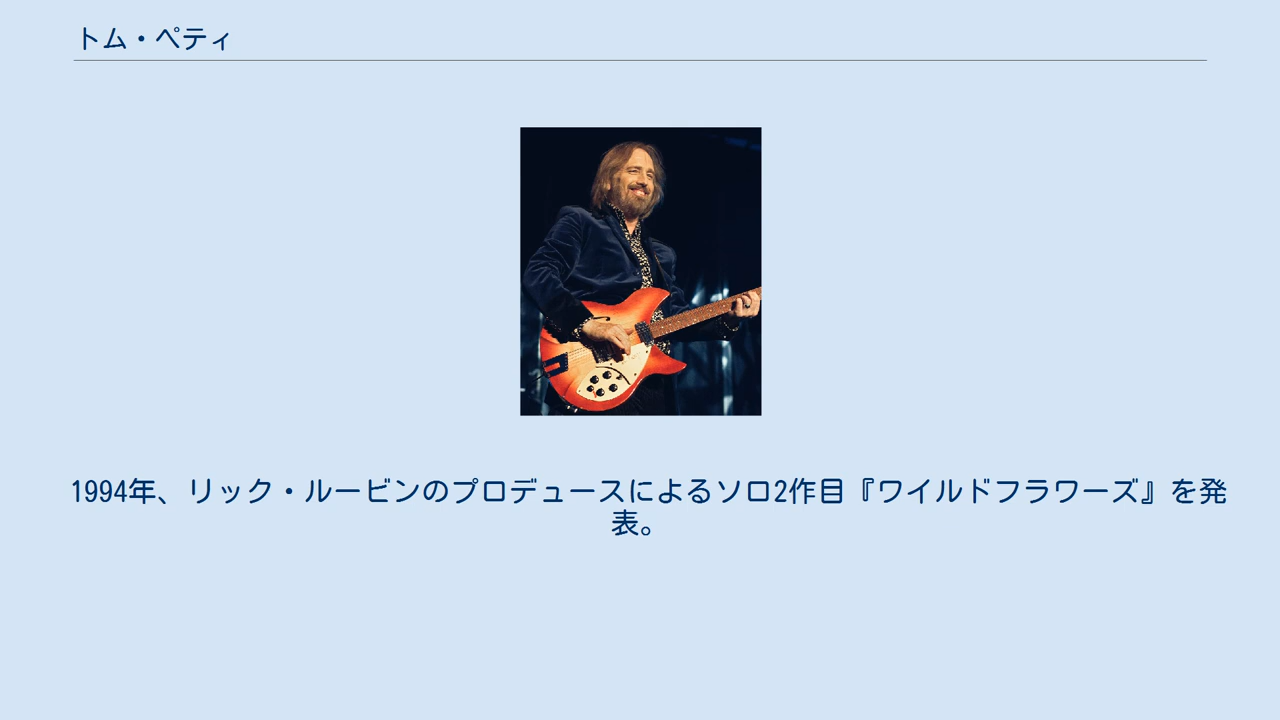 トム・ペティ
1994年、リック・ルービンのプロデュースによるソロ2作目『ワイルドフラワーズ』を発
表。